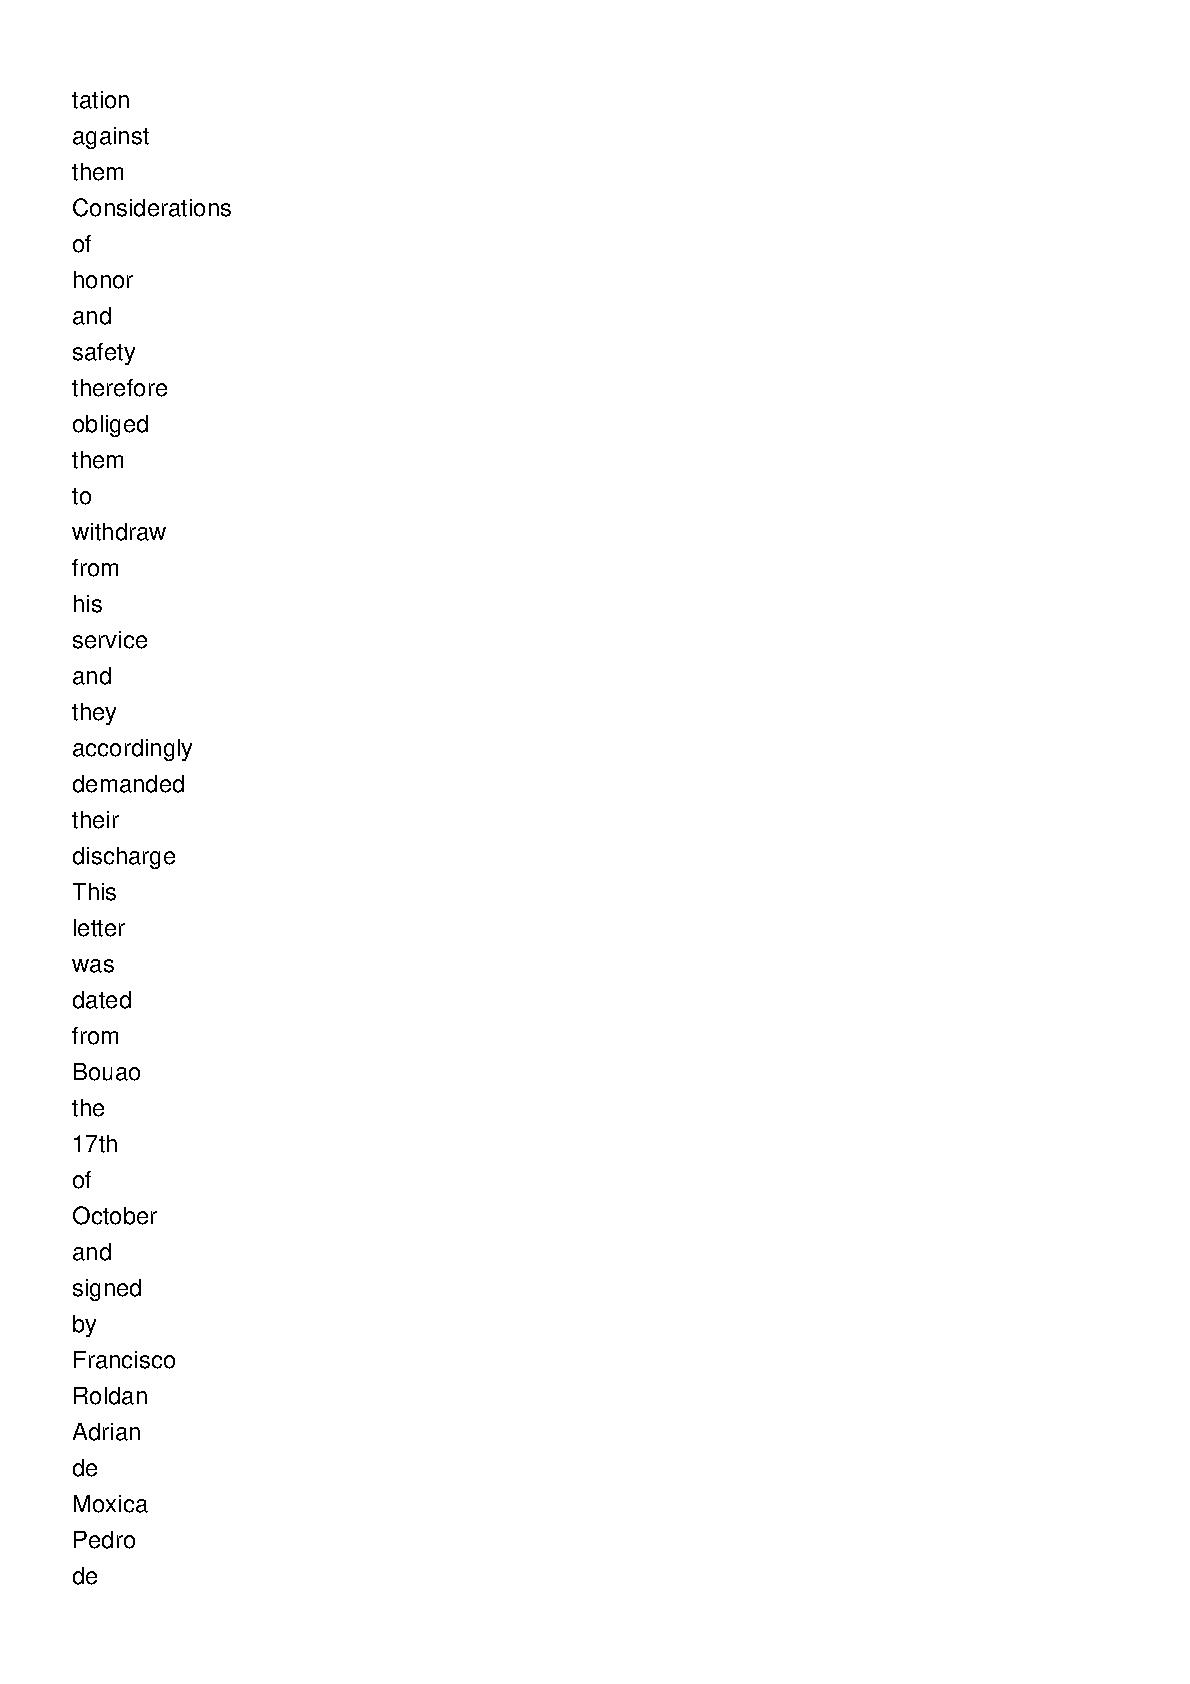 tation
against
them
Considerations
of
honor
and
safety
therefore
obliged
them
to
withdraw
from
his
service
and
they
accordingly
demanded
their
discharge
This
letter
was
dated
from
Bouao
the
17th
of
October
and
signed
by
Francisco
Roldan
Adrian
de
Moxica
Pedro
de